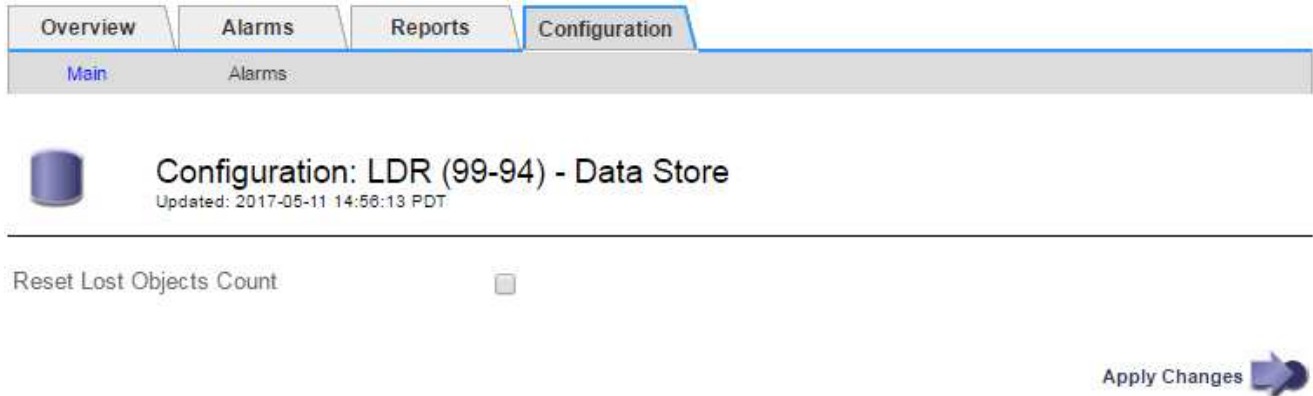 Overview Alarms Reports Configuration
Main Alarms
Configuration: LDR (99-94) - Data Store
Updated: 2017-05-11 14:56:13 PDT
Reset Lost Objects Count
Apply Changes